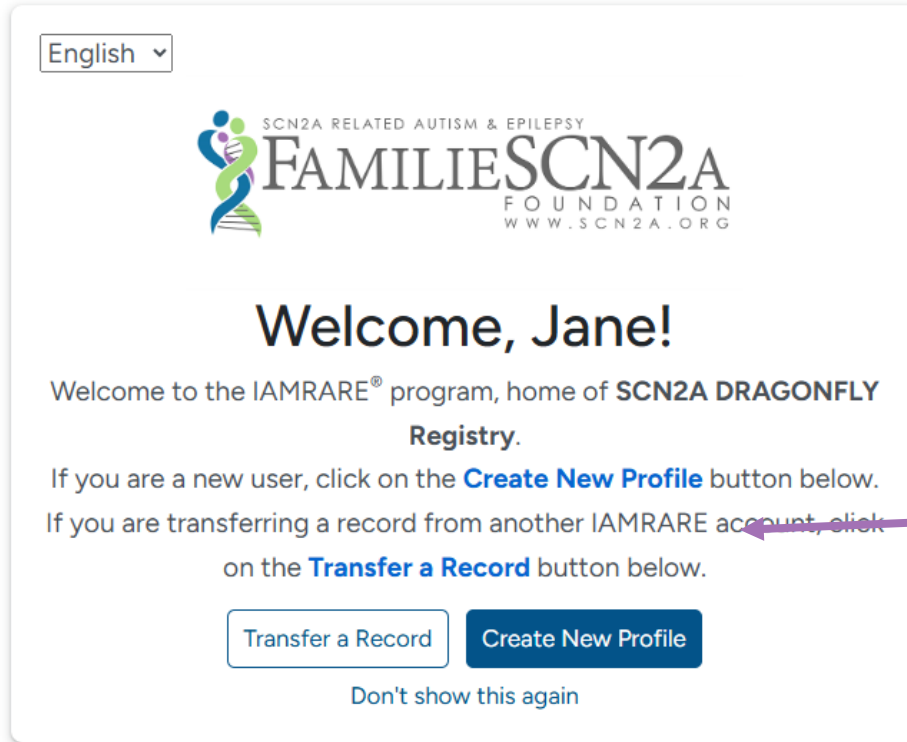 English
SCN2A RELATED AUTISM & EPILEPSY
FAMILIESCN2A
FOUNDATION
WWW.SCN2A.ORG
Welcome, Jane!
Welcome to the IAMRARE® program, home of SCN2A DRAGONFLY
Registry.
If you are a new user, click on the Create New Profile button below.
If you are transferring a record from another IAMRARE account, click
on the Transfer a Record button below.
Transfer a Record Create New Profile
Don't show this again